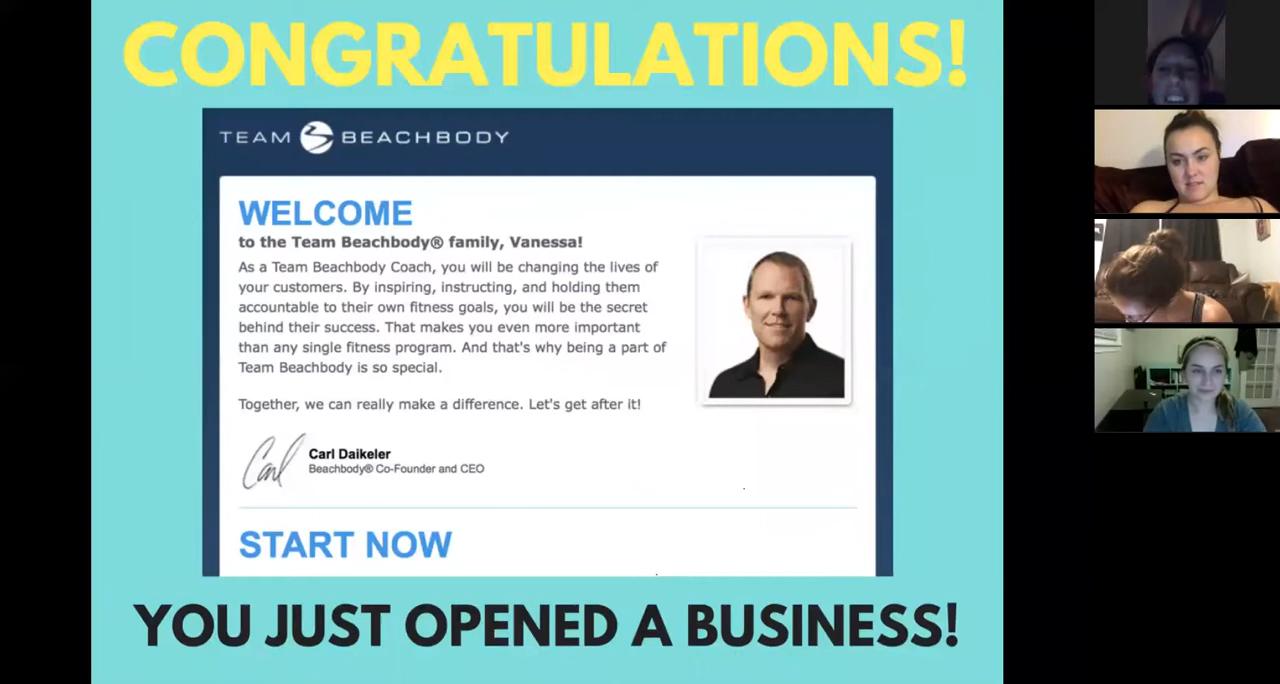 CONGRATULATIONS!
TEAM BEACHBODY
WELCOME
to the Team Beachbody® family, Vanessa!
As a Team Beachbody Coach, you will be changing the lives of
your customers. By inspiring, instructing, and holding them
accountable to their own fitness goals, you will be the secret
behind their success. That makes you even more important
than any single fitness program. And that's why being a part of
Team Beachbody is so special.
Together, we can really make a difference. Let's get after it!
Carl
Carl Daikeler
Beachbody® Co-Founder and CEO
START NOW
YOU JUST OPENED A BUSINESS!